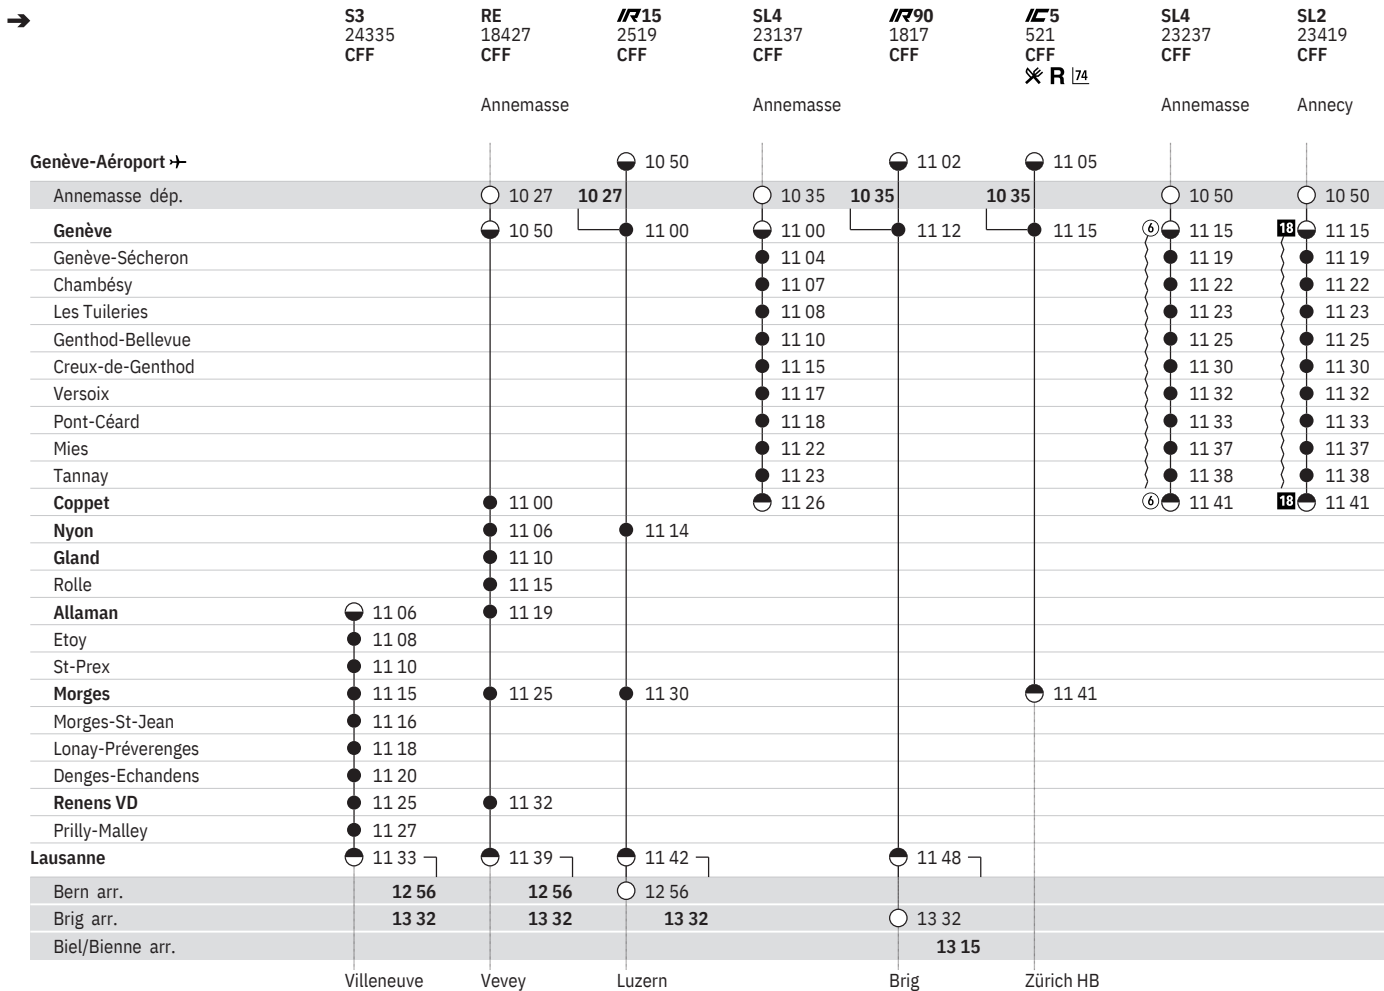 ➔ S3 RE IR15 SL4 IR90 IC5 SL4 SL2
24335 18427 2519 23137 1817 521 23237 23419
CFF CFF CFF CFF CFF CFF CFF CFF
R 74
Annemasse Annemasse Annemasse Annecy
Genève-Aéroport 10 50 11 02 11 05
Annemasse dép. 10 27 10 27 10 35 10 35 10 35 10 50 10 50
Genève 10 50 11 00 11 00 11 12 11 15 6 11 15 18 11 15
Genève-Sécheron 11 04 11 19 11 19
Chambésy 11 07 11 22 11 22
Les Tuileries 11 08 11 23 11 23
Genthod-Bellevue 11 10 11 25 11 25
Creux-de-Genthod 11 15 11 30 11 30
Versoix 11 17 11 32 11 32
Pont-Céard 11 18 11 33 11 33
Mies 11 22 11 37 11 37
Tannay 11 23 11 38 11 38
Coppet 11 00 11 26 6 11 41 18 11 41
Nyon 11 06 11 14
Gland 11 10
Rolle 11 15
Allaman 11 06 11 19
Etoy 11 08
St-Prex 11 10
Morges 11 15 11 25 11 30 11 41
Morges-St-Jean 11 16
Lonay-Préverenges 11 18
Denges-Echandens 11 20
Renens VD 11 25 11 32
Prilly-Malley 11 27
Lausanne 11 33 11 39 11 42 11 48
Bern arr. 12 56 12 56 12 56
Brig arr. 13 32 13 32 13 32 13 32
Biel/Bienne arr. 13 15
Villeneuve Vevey Luzern Brig Zürich HB